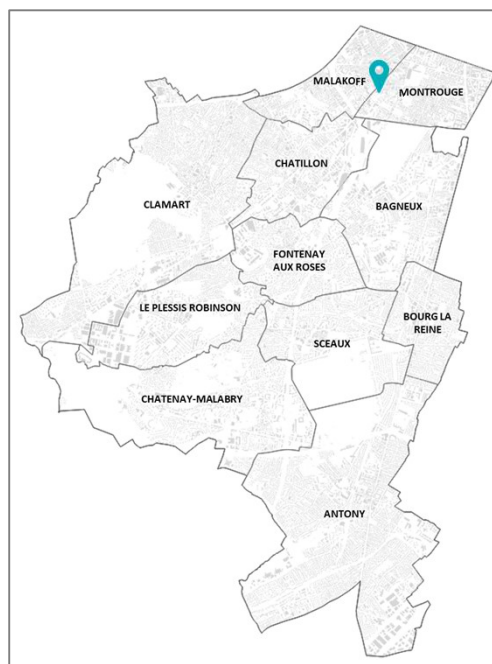 MALAKOFF
MONTROUGE
CHATILLON
CLAMART
BAGNEUX
FONTENAY
AUX ROSES
LE PLESSIS ROBINSON
BOURG LA
REINE
SCEAUX
CHATENAY-MALABRY
ANTONY